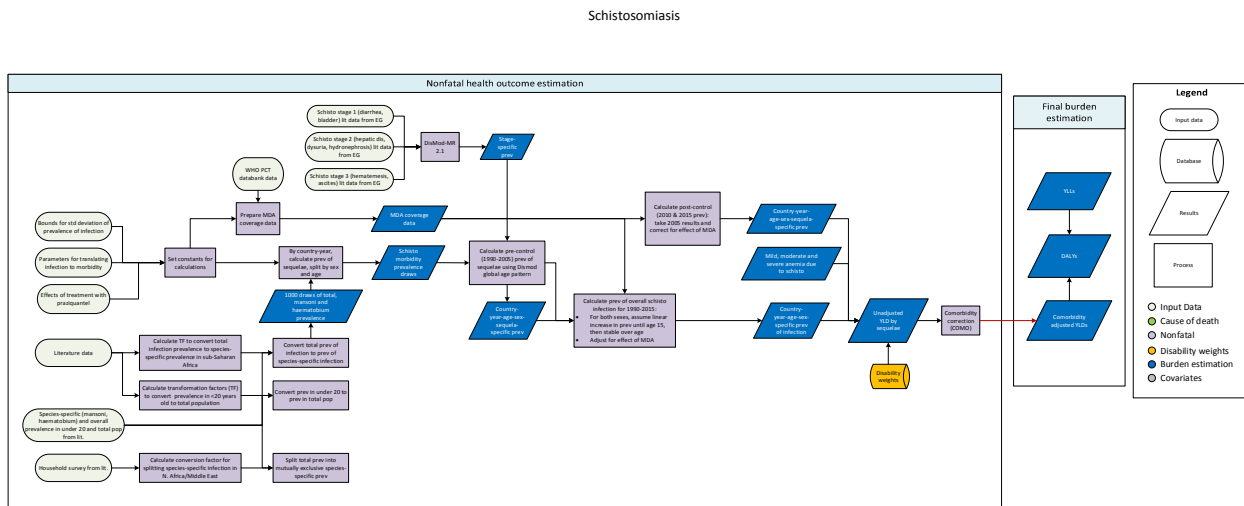 Schistosomiasis
Nonfatal health outcome estimation
Schisto stage 1 (diarrhea,
bladder) lit data from EG
Schisto stage 2 (hepatic dis,
dysuria, hydronephrosis) lit
data from EG
Schisto stage 3 (hematemesis,
ascites) lit data from EG
DisMod-MR
2.1
Stage-
specific prev
WHO PCT
databank data
Prepare MDA
coverage data
MDA coverage
data
Bounds for std deviation of
prevalence of infection
Parameters for translating
infection to morbidity
Effects of treatment with
praziquantel
Set constants for
calculations
By country-year,
calculate prev of
sequelae, split by sex
and age
Schisto
morbidity
prevalence draws
1000 draws of total,
mansoni and
haematobium
prevalence
Calculate pre-control
(1990-2005) prev of
sequelae using Dismod
global age pattern
Country-
year-age-sex-
sequela-
specific prev
Calculate post-control
(2010 & 2015 prev):
take 2005 results and
correct for effect of MDA
Country-year-
age-sex-sequela-
specific prev
Mild, moderate and
severe anemia due to
schisto
Calculate prev of overall schisto
infection for 1990-2015:
• For both sexes, assume linear
increase in prev until age 15,
then stable over age
• Adjust for effect of MDA
Country-
year-age-sex-
specific prev
of infection
Unadjusted
YLD by
sequelae
Disability
weights
Comorbidity
correction
(COMO)
Literature data
Calculate TF to convert total
infection prevalence to species-
specific prevalence in sub-Saharan
Africa
Convert total prev of
infection to prev of
species-specific infection
Calculate transformation factors (TF)
to convert prevalence in <20 years
old to total population
Convert prev in under 20 to
prev in total pop
Species-specific (mansoni,
haematobium) and overall
prevalence in under 20 and total pop
from lit.
Household survey from lit.
Calculate conversion factor for
splitting species-specific infection in
N. Africa/Middle East
Split total prev into
mutually exclusive species-
specific prev
Final burden
estimation
YLLs
DALYs
Comorbidity
adjusted YLDs
Legend
Input data
Database
Results
Process
Input Data
Cause of death
Nonfatal
Disability weights
Burden estimation
Covariates